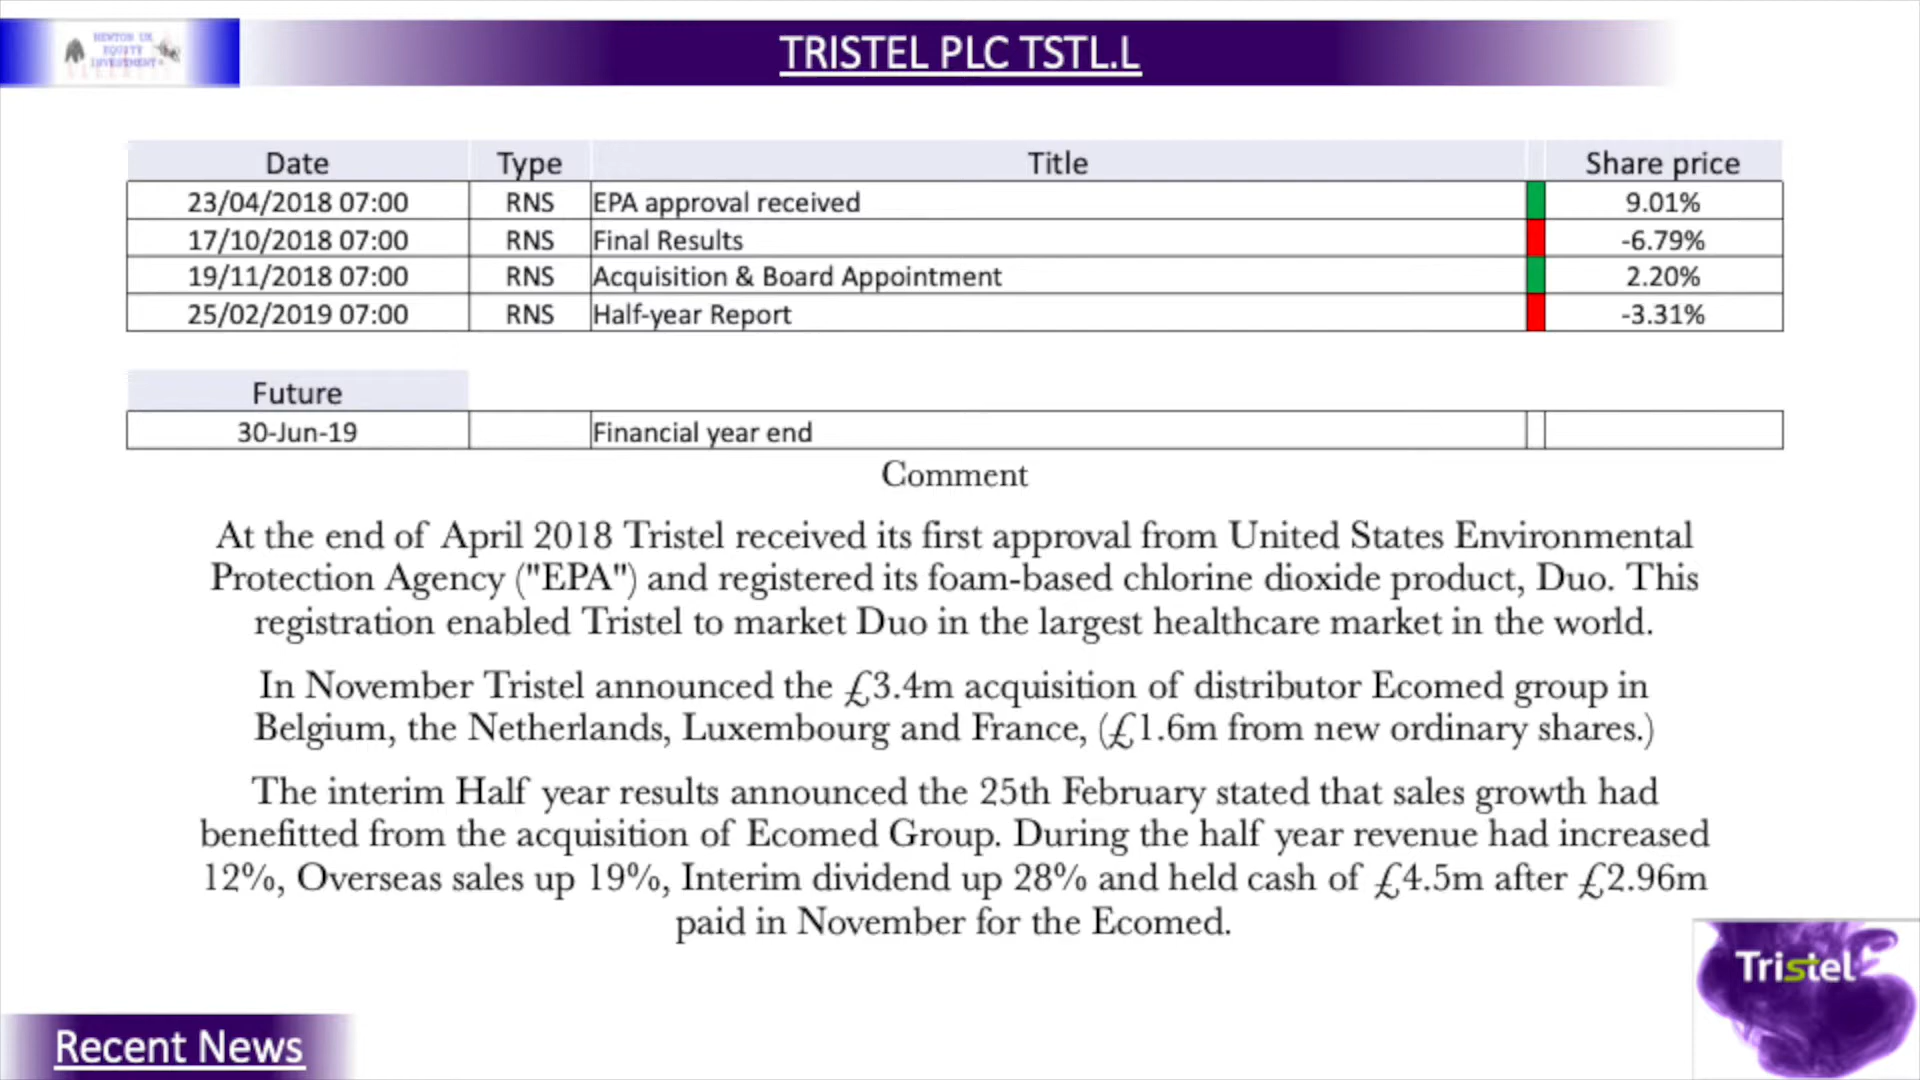 HENTON UK
EQUITY
INVESTMENT
TRISTEL PLC TSTL.L
Date Type Title Share price
23/04/2018 07:00 RNS EPA approval received 9.01%
17/10/2018 07:00 RNS Final Results -6.79%
19/11/2018 07:00 RNS Acquisition & Board Appointment 2.20%
25/02/2019 07:00 RNS Half-year Report -3.31%
Future
30-Jun-19 Financial year end
Comment
At the end of April 2018 Tristel received its first approval from United States Environmental
Protection Agency ("EPA") and registered its foam-based chlorine dioxide product, Duo. This
registration enabled Tristel to market Duo in the largest healthcare market in the world.
In November Tristel announced the £3.4m acquisition of distributor Ecomed group in
Belgium, the Netherlands, Luxembourg and France, (£1.6m from new ordinary shares.)
The interim Half year results announced the 25th February stated that sales growth had
benefitted from the acquisition of Ecomed Group. During the half year revenue had increased
12%, Overseas sales up 19%, Interim dividend up 28% and held cash of £4.5m after £2.96m
paid in November for the Ecomed.
Tristel
Recent News